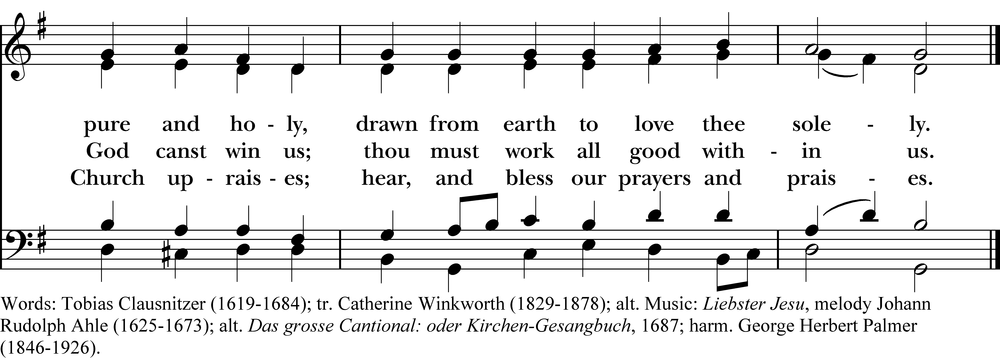 pure and ho - ly, drawn from earth to love thee sole - ly.
God canst win us; thou must work all good with - in us.
Church up - rais - es; hear, and bless our prayers and prais - es.
Words: Tobias Clausnitzer (1619-1684); tr. Catherine Winkworth (1829-1878); alt. Music: Liebster Jesu, melody Johann
Rudolph Ahle (1625-1673); alt. Das grosse Cantional: oder Kirchen-Gesangbuch, 1687; harm. George Herbert Palmer
(1846-1926).